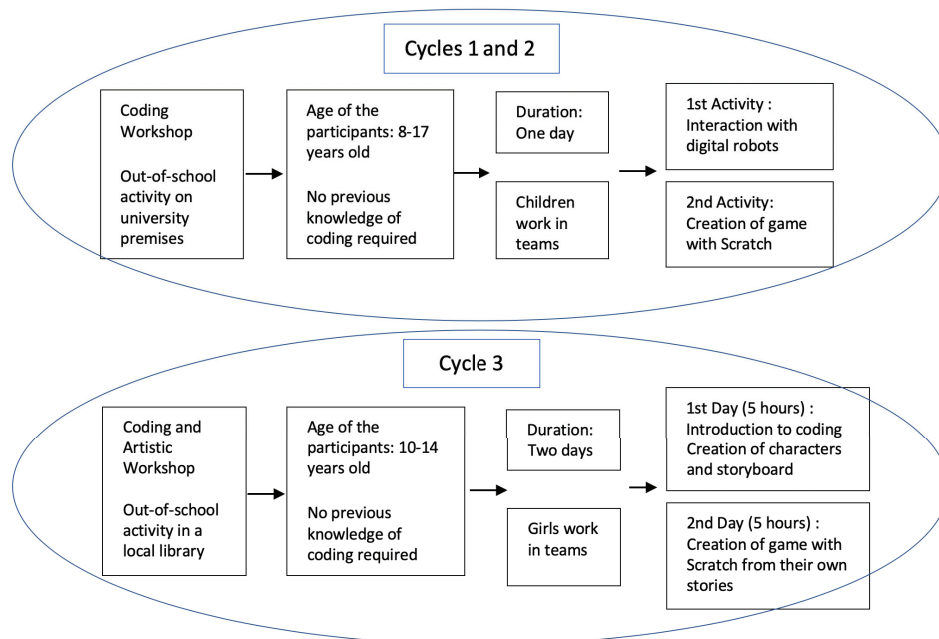 Cycles 1 and 2
Coding
Workshop
Out-of-school
activity on
university
premises
Age of the
participants: 8-17
years old
No previous
knowledge of
coding required
Duration:
One day
Children
work in
teams
1st Activity :
Interaction with
digital robots
2nd Activity:
Creation of game
with Scratch
Cycle 3
Coding and
Artistic
Workshop
Out-of-school
activity in a
local library
Age of the
participants: 10-14
years old
No previous
knowledge of
coding required
Duration:
Two days
Girls work
in teams
1st Day (5 hours) :
Introduction to coding
Creation of characters
and storyboard
2nd Day (5 hours) :
Creation of game with
Scratch from their own
stories